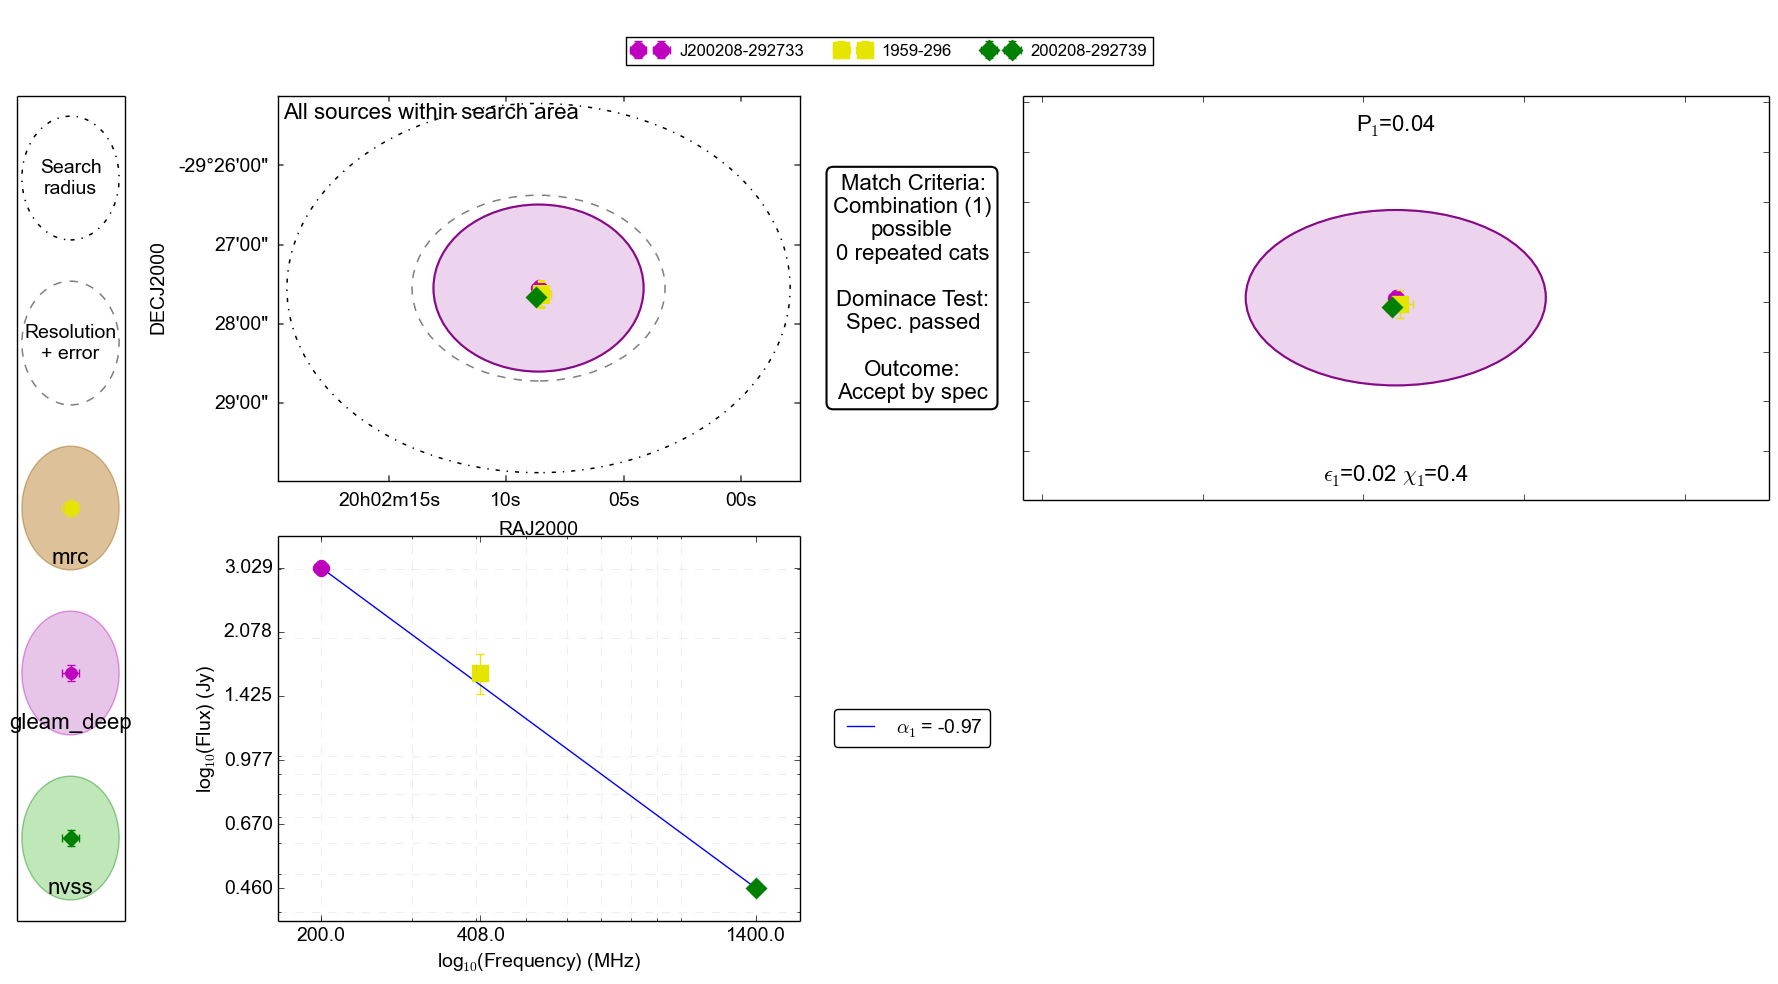 J200208-292733
1959-296
200208-292739
Search
radius
Resolution
+ error
mrc
gleam_deep
nvss
All sources within search area
DECJ2000
-29°26'00"
27'00"
28'00"
29'00"
20h02m15s
10s
05s
00s
RAJ2000
Match Criteria:
Combination (1)
possible
0 repeated cats
Dominace Test:
Spec. passed
Outcome:
Accept by spec
P₁=0.04
ϵ₁=0.02 χ₁=0.4
log₁₀(Flux) (Jy)
3.029
2.078
1.425
0.977
0.670
0.460
200.0
408.0
1400.0
log₁₀(Frequency) (MHz)
α₁ = -0.97